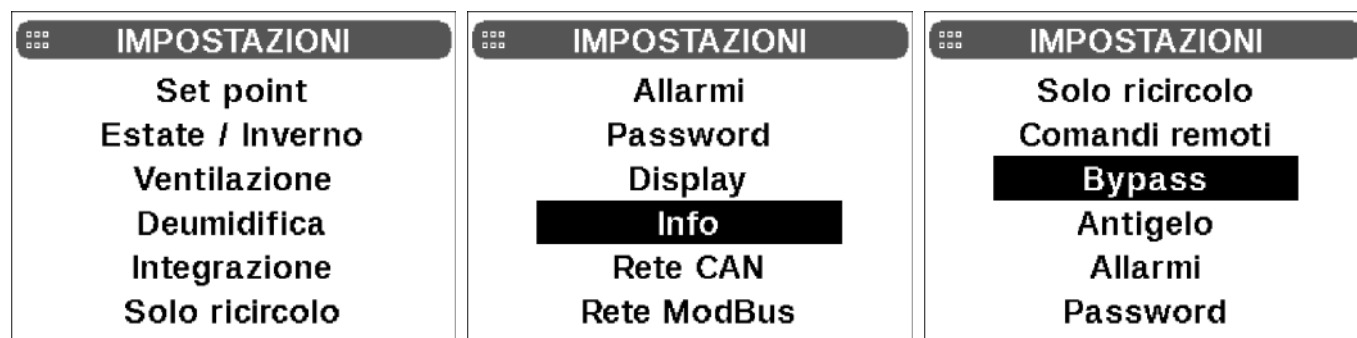 IMPOSTAZIONI
Set point
Estate / Inverno
Ventilazione
Deumidifica
Integrazione
Solo ricircolo
IMPOSTAZIONI
Allarmi
Password
Display
Info
Rete CAN
Rete ModBus
IMPOSTAZIONI
Solo ricircolo
Comandi remoti
Bypass
Antigelo
Allarmi
Password